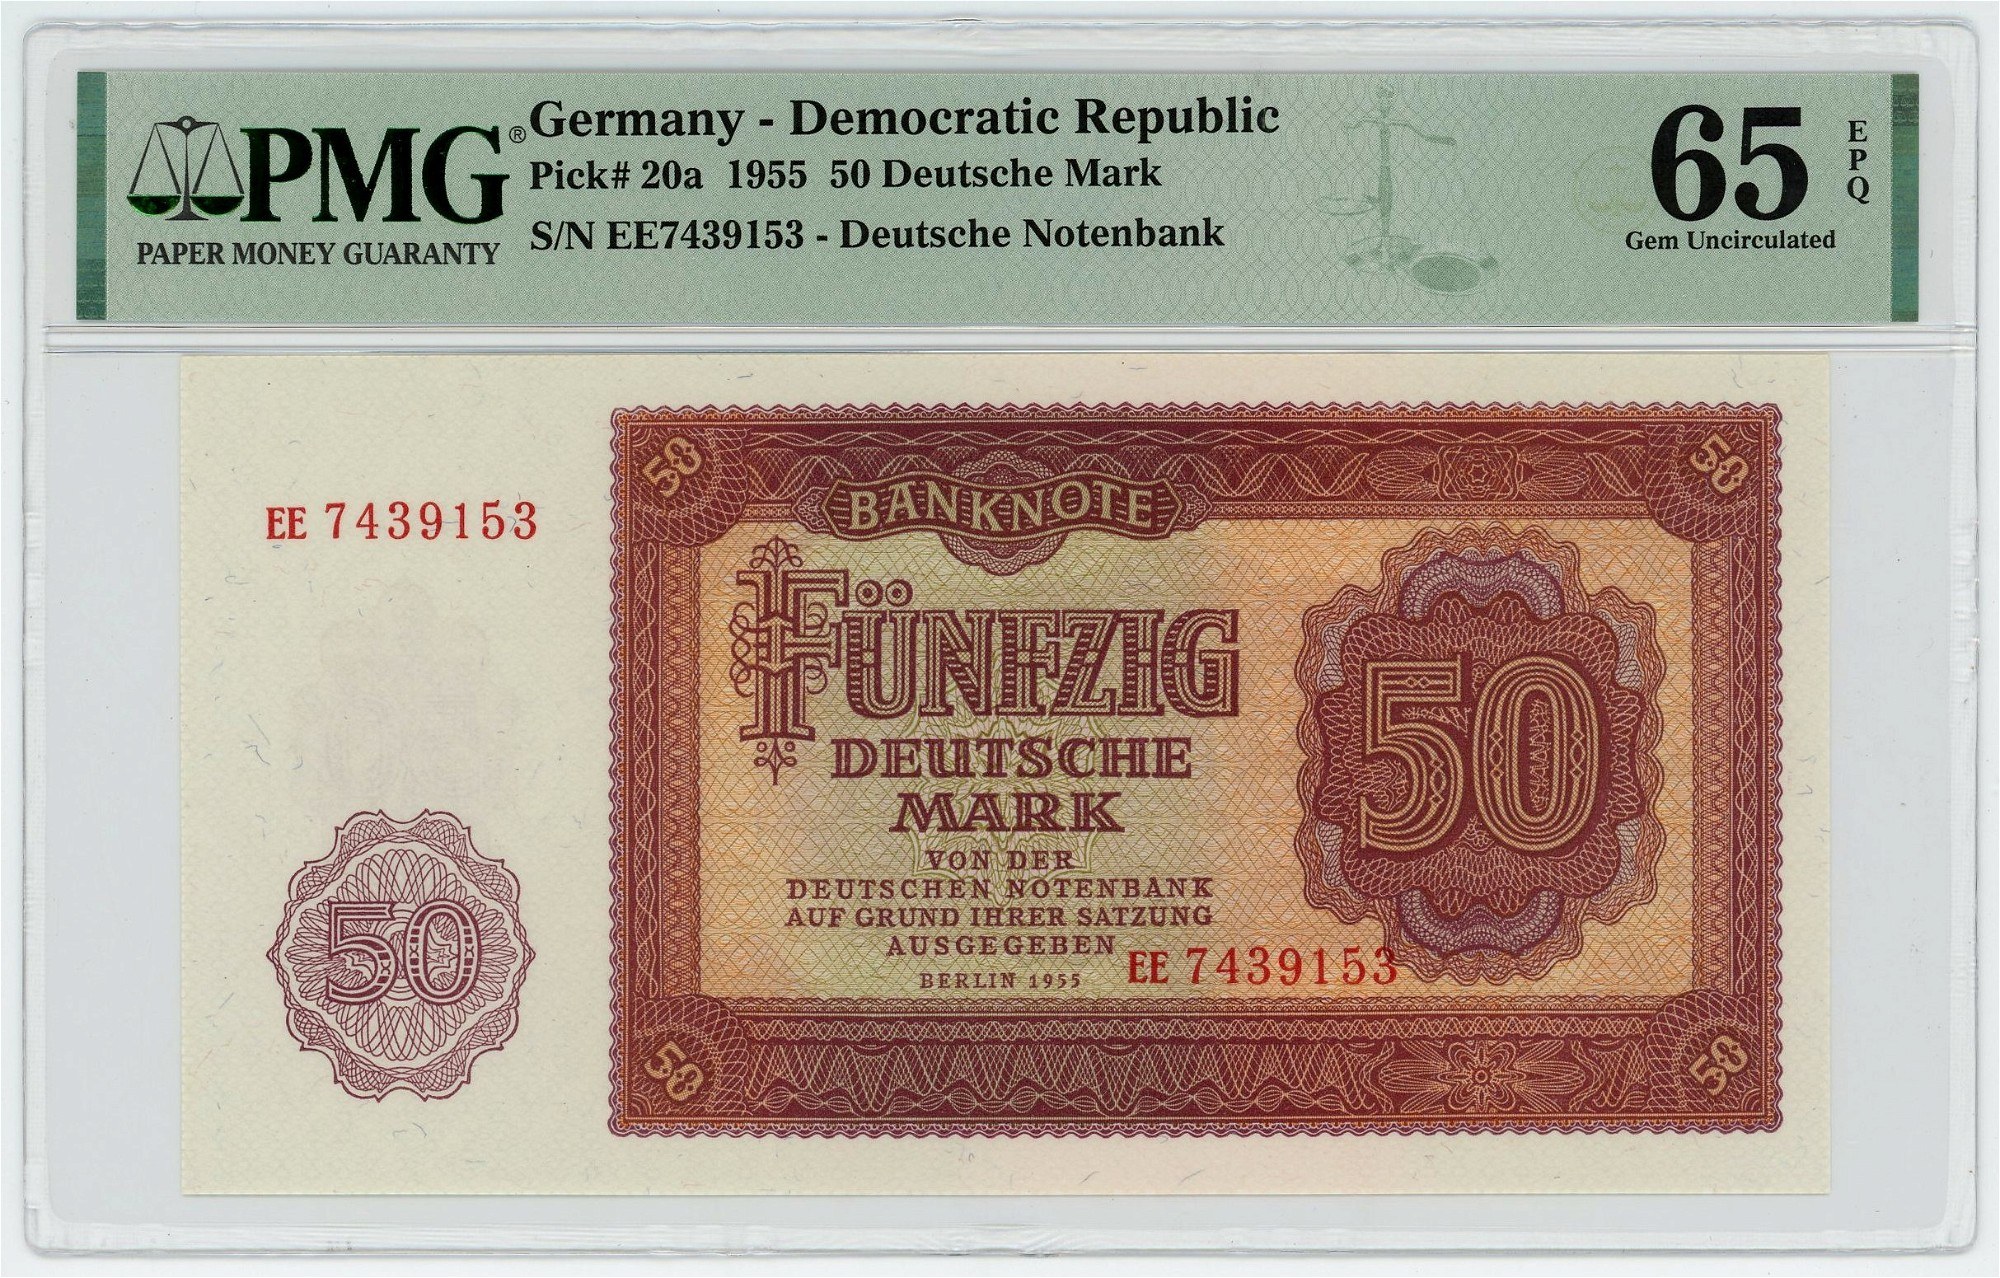 PMG®
PAPER MONEY GUARANTY
Germany - Democratic Republic
Pick# 20a 1955 50 Deutsche Mark
S/N EE7439153 - Deutsche Notenbank
65
EPQ
Gem Uncirculated
50
50
BANKNOTE
EE 7439153
FÜNFZIG
DEUTSCHE
MARK
50
VON DER
DEUTSCHEN NOTENBANK
AUF GRUND IHRER SATZUNG
AUSGEGEBEN
BERLIN 1955
EE 7439153
50
50
50